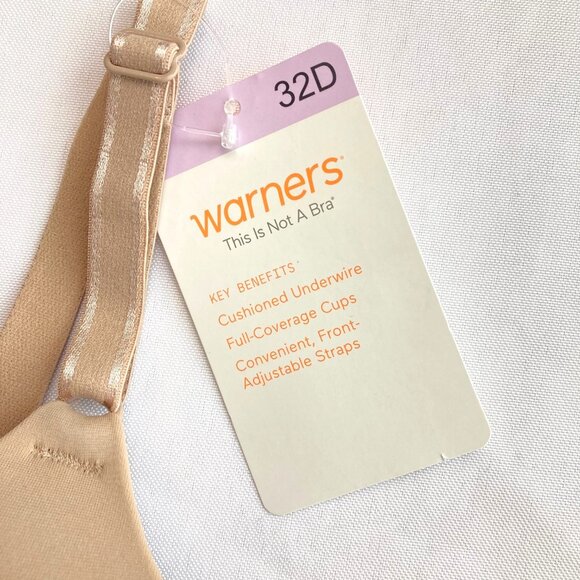 32D
warners®
This Is Not A Bra®
KEY BENEFITS
Cushioned Underwire
Full-Coverage Cups
Convenient, Front-
Adjustable Straps